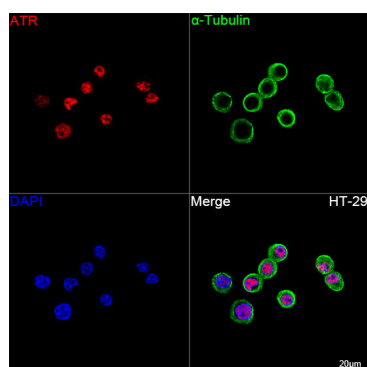 ATR
α-Tubulin
DAPI
Merge
HT-29
20μm